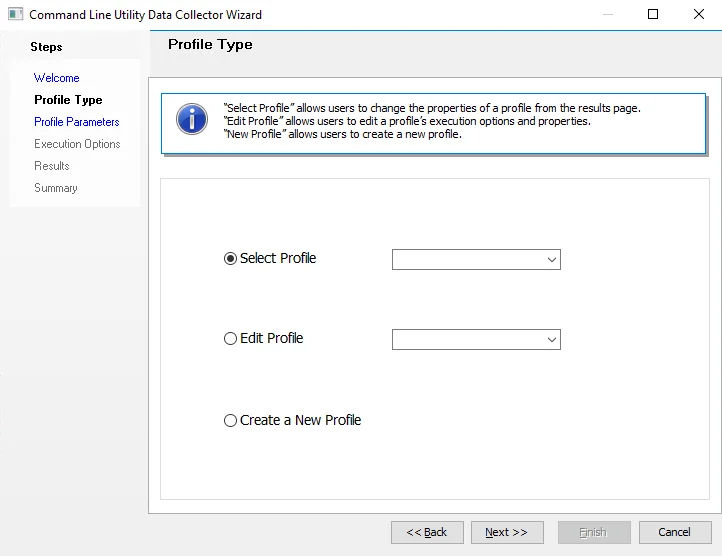 Command Line Utility Data Collector Wizard
Steps
Welcome
Profile Type
Profile Parameters
Execution Options
Results
Summary
Profile Type
“Select Profile” allows users to change the properties of a profile from the results page.
“Edit Profile” allows users to edit a profile’s execution options and properties.
“New Profile” allows users to create a new profile.
Select Profile
Edit Profile
Create a New Profile
<< Back
Next >>
Finish
Cancel